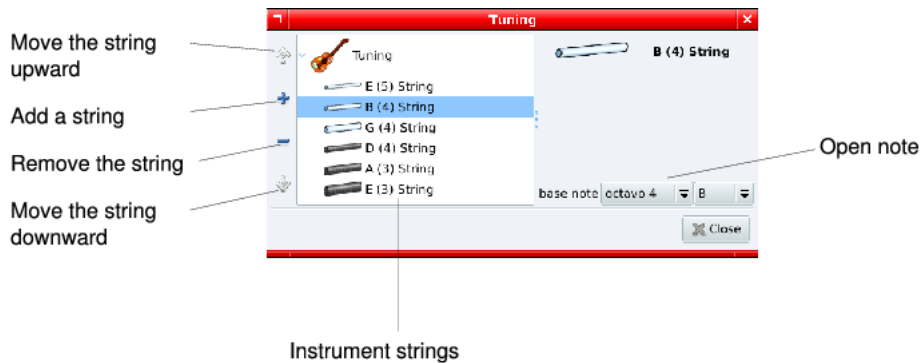 Tuning
Move the string
upward
Tuning
B (4) String
E (5) String
Add a string
B (4) String
G (4) String
D (4) String
Open note
Remove the string
A (3) String
E (3) String
base note octavo 4 B
Move the string
downward
Close
Instrument strings